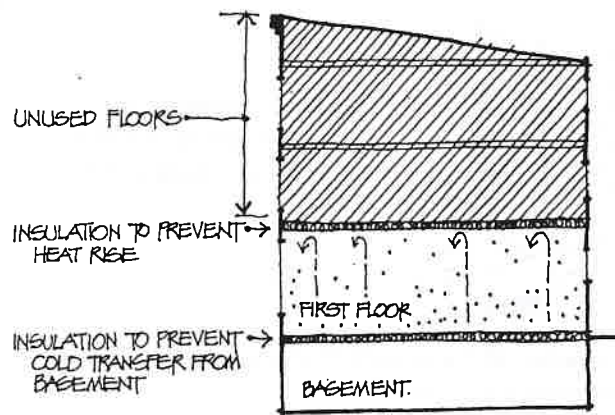 UNUSED FLOORS
INSULATION TO PREVENT
HEAT RISE
FIRST FLOOR
INSULATION TO PREVENT
COLD TRANSFER FROM
BASEMENT
BASEMENT.